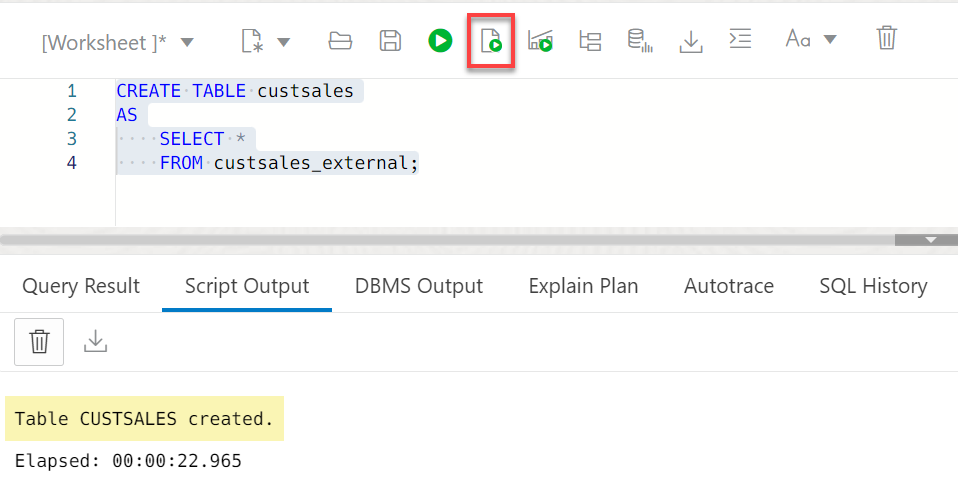 [Worksheet ]*
Aa
1 CREATE TABLE custsales
2 AS
3 SELECT *
4 FROM custsales_external;
Query Result Script Output DBMS Output Explain Plan Autotrace SQL History
Table CUSTSALES created.
Elapsed: 00:00:22.965